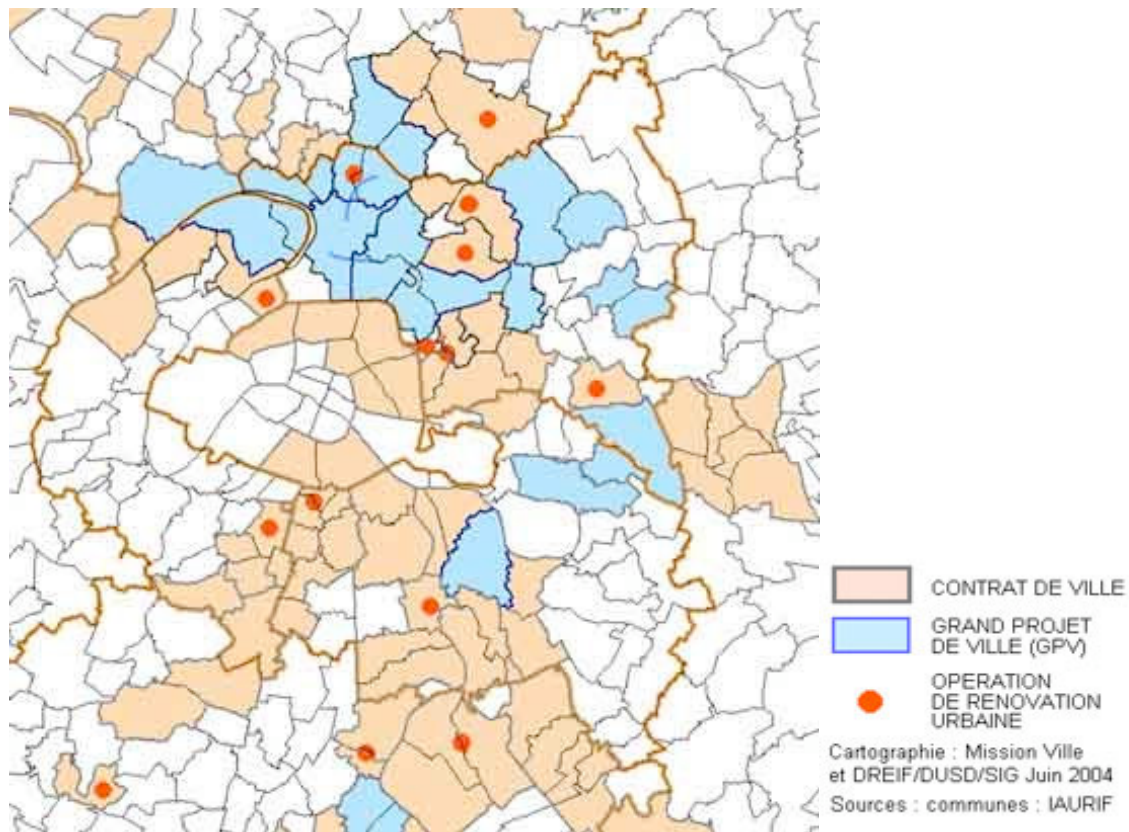 CONTRAT DE VILLE
GRAND PROJET
DE VILLE (GPV)
OPERATION
DE RENOVATION
URBAINE
Cartographie : Mission Ville
et DREIF/DUSD/SIG Juin 2004
Sources : communes : IAURIF